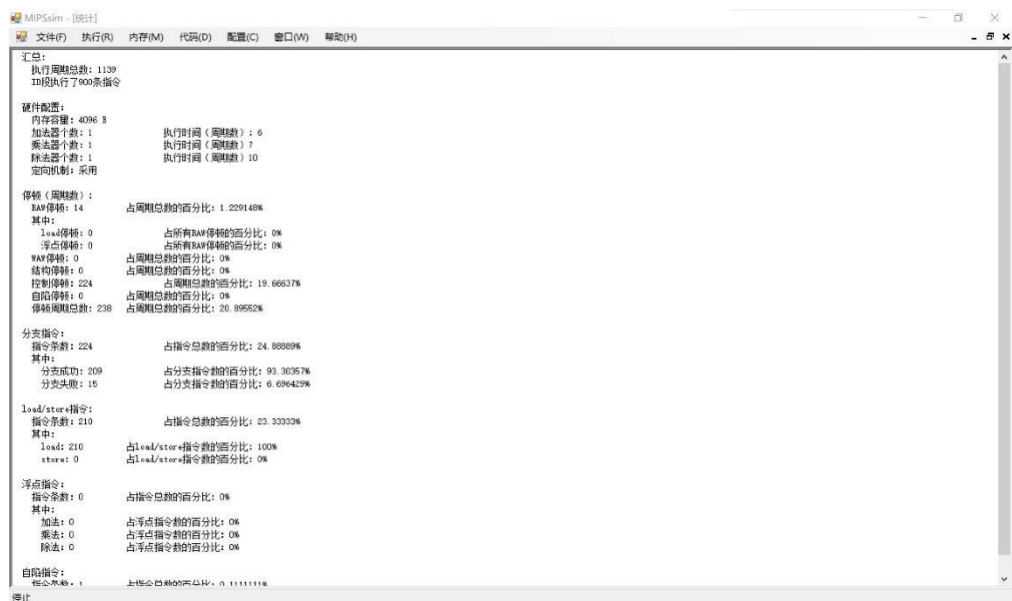 MIPSsim - [统计]
文件(F) 执行(R) 内存(M) 代码(D) 配置(C) 窗口(W) 帮助(H)
汇总:
执行周期总数: 1139
ID段执行了900条指令
硬件配置:
内存容量: 4096 B
加法器个数: 1 执行时间(周期数): 6
乘法器个数: 1 执行时间(周期数) 7
除法器个数: 1 执行时间(周期数) 10
定向机制: 采用
停顿(周期数):
RAW停顿: 14 占周期总数的百分比: 1.229148%
其中:
load停顿: 0 占所有RAW停顿的百分比: 0%
浮点停顿: 0 占所有RAW停顿的百分比: 0%
WAW停顿: 0 占周期总数的百分比: 0%
结构停顿: 0 占周期总数的百分比: 0%
控制停顿: 224 占周期总数的百分比: 19.66637%
自陷停顿: 0 占周期总数的百分比: 0%
停顿周期总数: 238 占周期总数的百分比: 20.89552%
分支指令:
指令条数: 224 占指令总数的百分比: 24.88889%
其中:
分支成功: 209 占分支指令数的百分比: 93.30357%
分支失败: 15 占分支指令数的百分比: 6.696429%
load/store指令:
指令条数: 210 占指令总数的百分比: 23.33333%
其中:
load: 210 占load/store指令数的百分比: 100%
store: 0 占load/store指令数的百分比: 0%
浮点指令:
指令条数: 0 占指令总数的百分比: 0%
其中:
加法: 0 占浮点指令数的百分比: 0%
乘法: 0 占浮点指令数的百分比: 0%
除法: 0 占浮点指令数的百分比: 0%
自陷指令:
指令条数: 1 占指令总数的百分比: 0.1111111%
停止